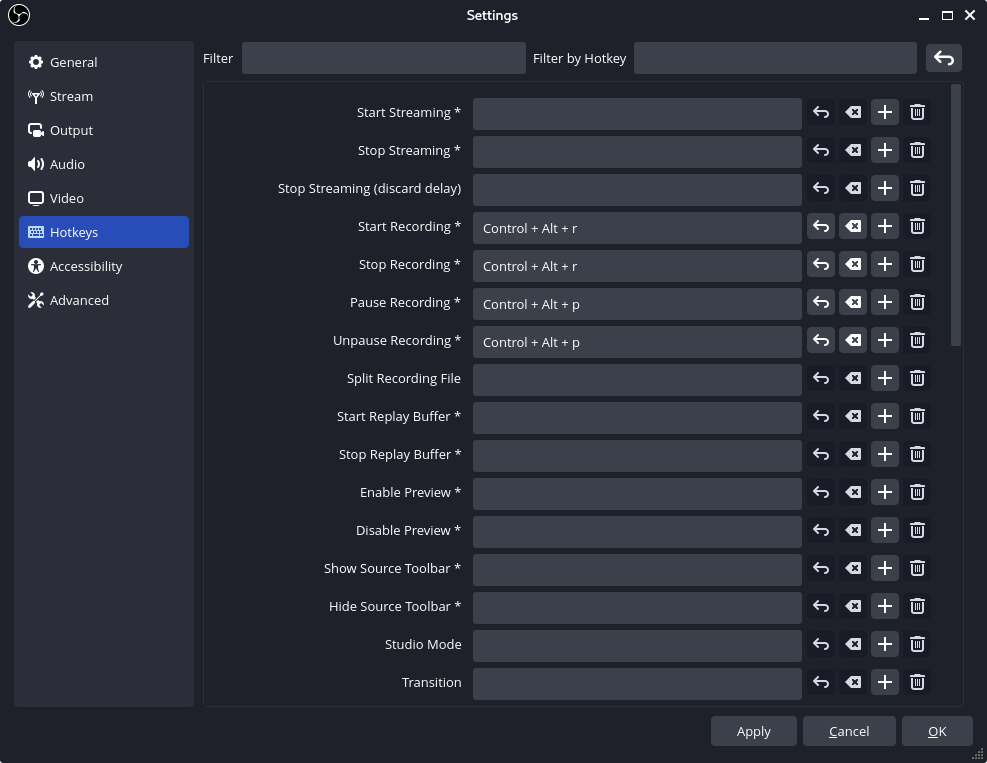 Settings
General
Stream
Output
Audio
Video
Hotkeys
Accessibility
Advanced
Filter
Filter by Hotkey
Start Streaming *
Stop Streaming *
Stop Streaming (discard delay)
Start Recording * Control + Alt + r
Stop Recording * Control + Alt + r
Pause Recording * Control + Alt + p
Unpause Recording * Control + Alt + p
Split Recording File
Start Replay Buffer *
Stop Replay Buffer *
Enable Preview *
Disable Preview *
Show Source Toolbar *
Hide Source Toolbar *
Studio Mode
Transition
Apply Cancel OK